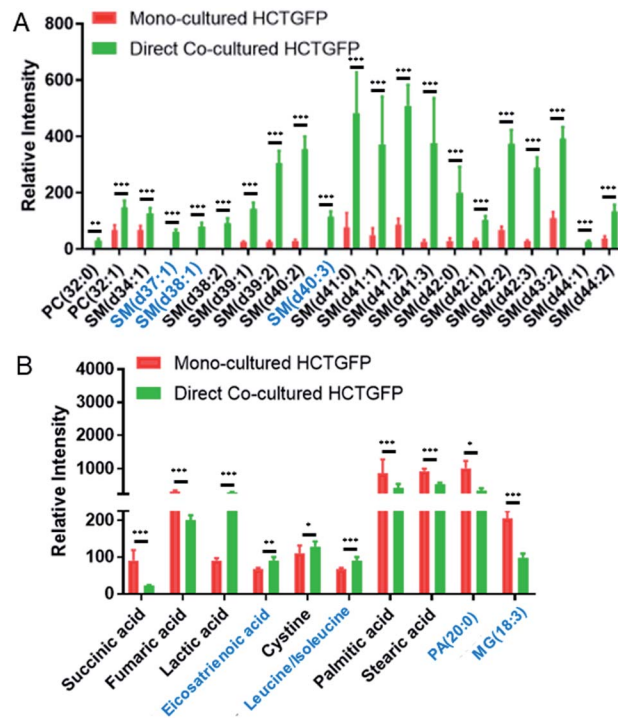 A
Mono-cultured HCTGFP
Direct Co-cultured HCTGFP
Relative Intensity
800
600
400
200
0
** *** *** *** *** *** *** *** *** *** *** *** *** *** *** *** *** *** *** *** ***
PC(32:0)
PC(32:1)
SM(d34:1)
SM(d37:1)
SM(d38:1)
SM(d38:2)
SM(d39:1)
SM(d39:2)
SM(d40:2)
SM(d40:3)
SM(d41:0)
SM(d41:1)
SM(d41:2)
SM(d41:3)
SM(d42:0)
SM(d42:1)
SM(d42:2)
SM(d42:3)
SM(d43:2)
SM(d44:1)
SM(d44:2)
B
Mono-cultured HCTGFP
Direct Co-cultured HCTGFP
Relative Intensity
4000
3000
2000
1000
200
100
0
*** *** *** ** * *** *** *** * ***
Succinic acid
Fumaric acid
Lactic acid
Eicosatrienoic acid
Cystine
Leucine/Isoleucine
Palmitic acid
Stearic acid
PA(20:0)
MG(18:3)